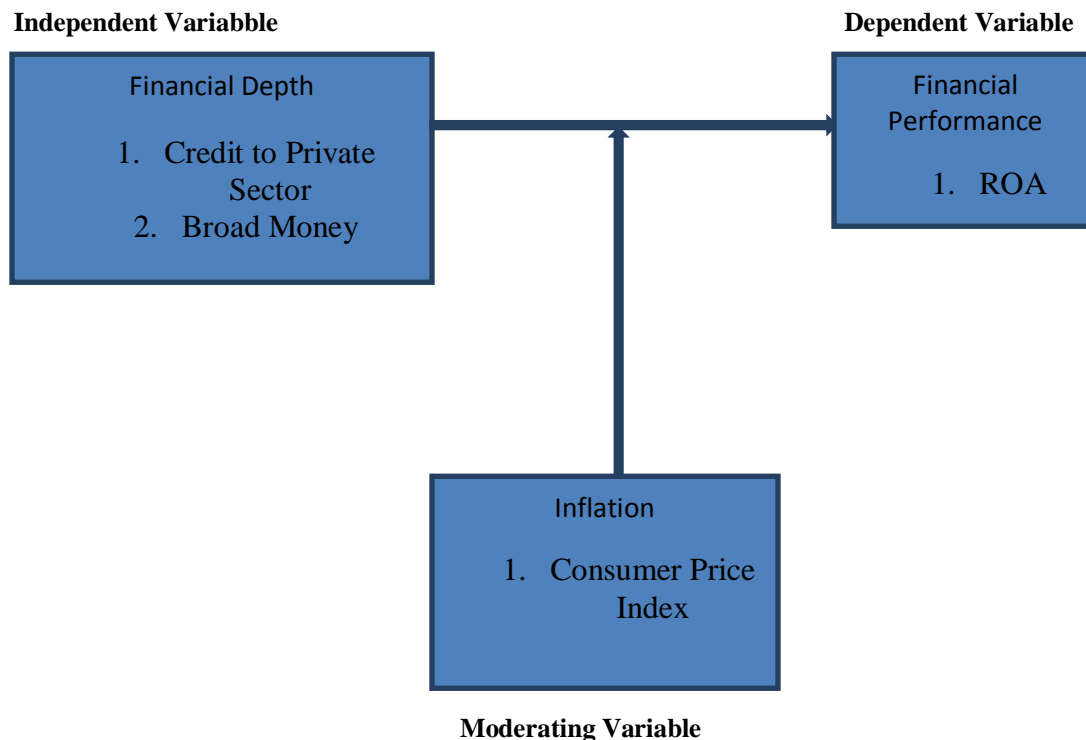 Independent Variabble
Dependent Variable
Financial Depth
1. Credit to Private
Sector
2. Broad Money
Financial
Performance
1. ROA
Inflation
1. Consumer Price
Index
Moderating Variable